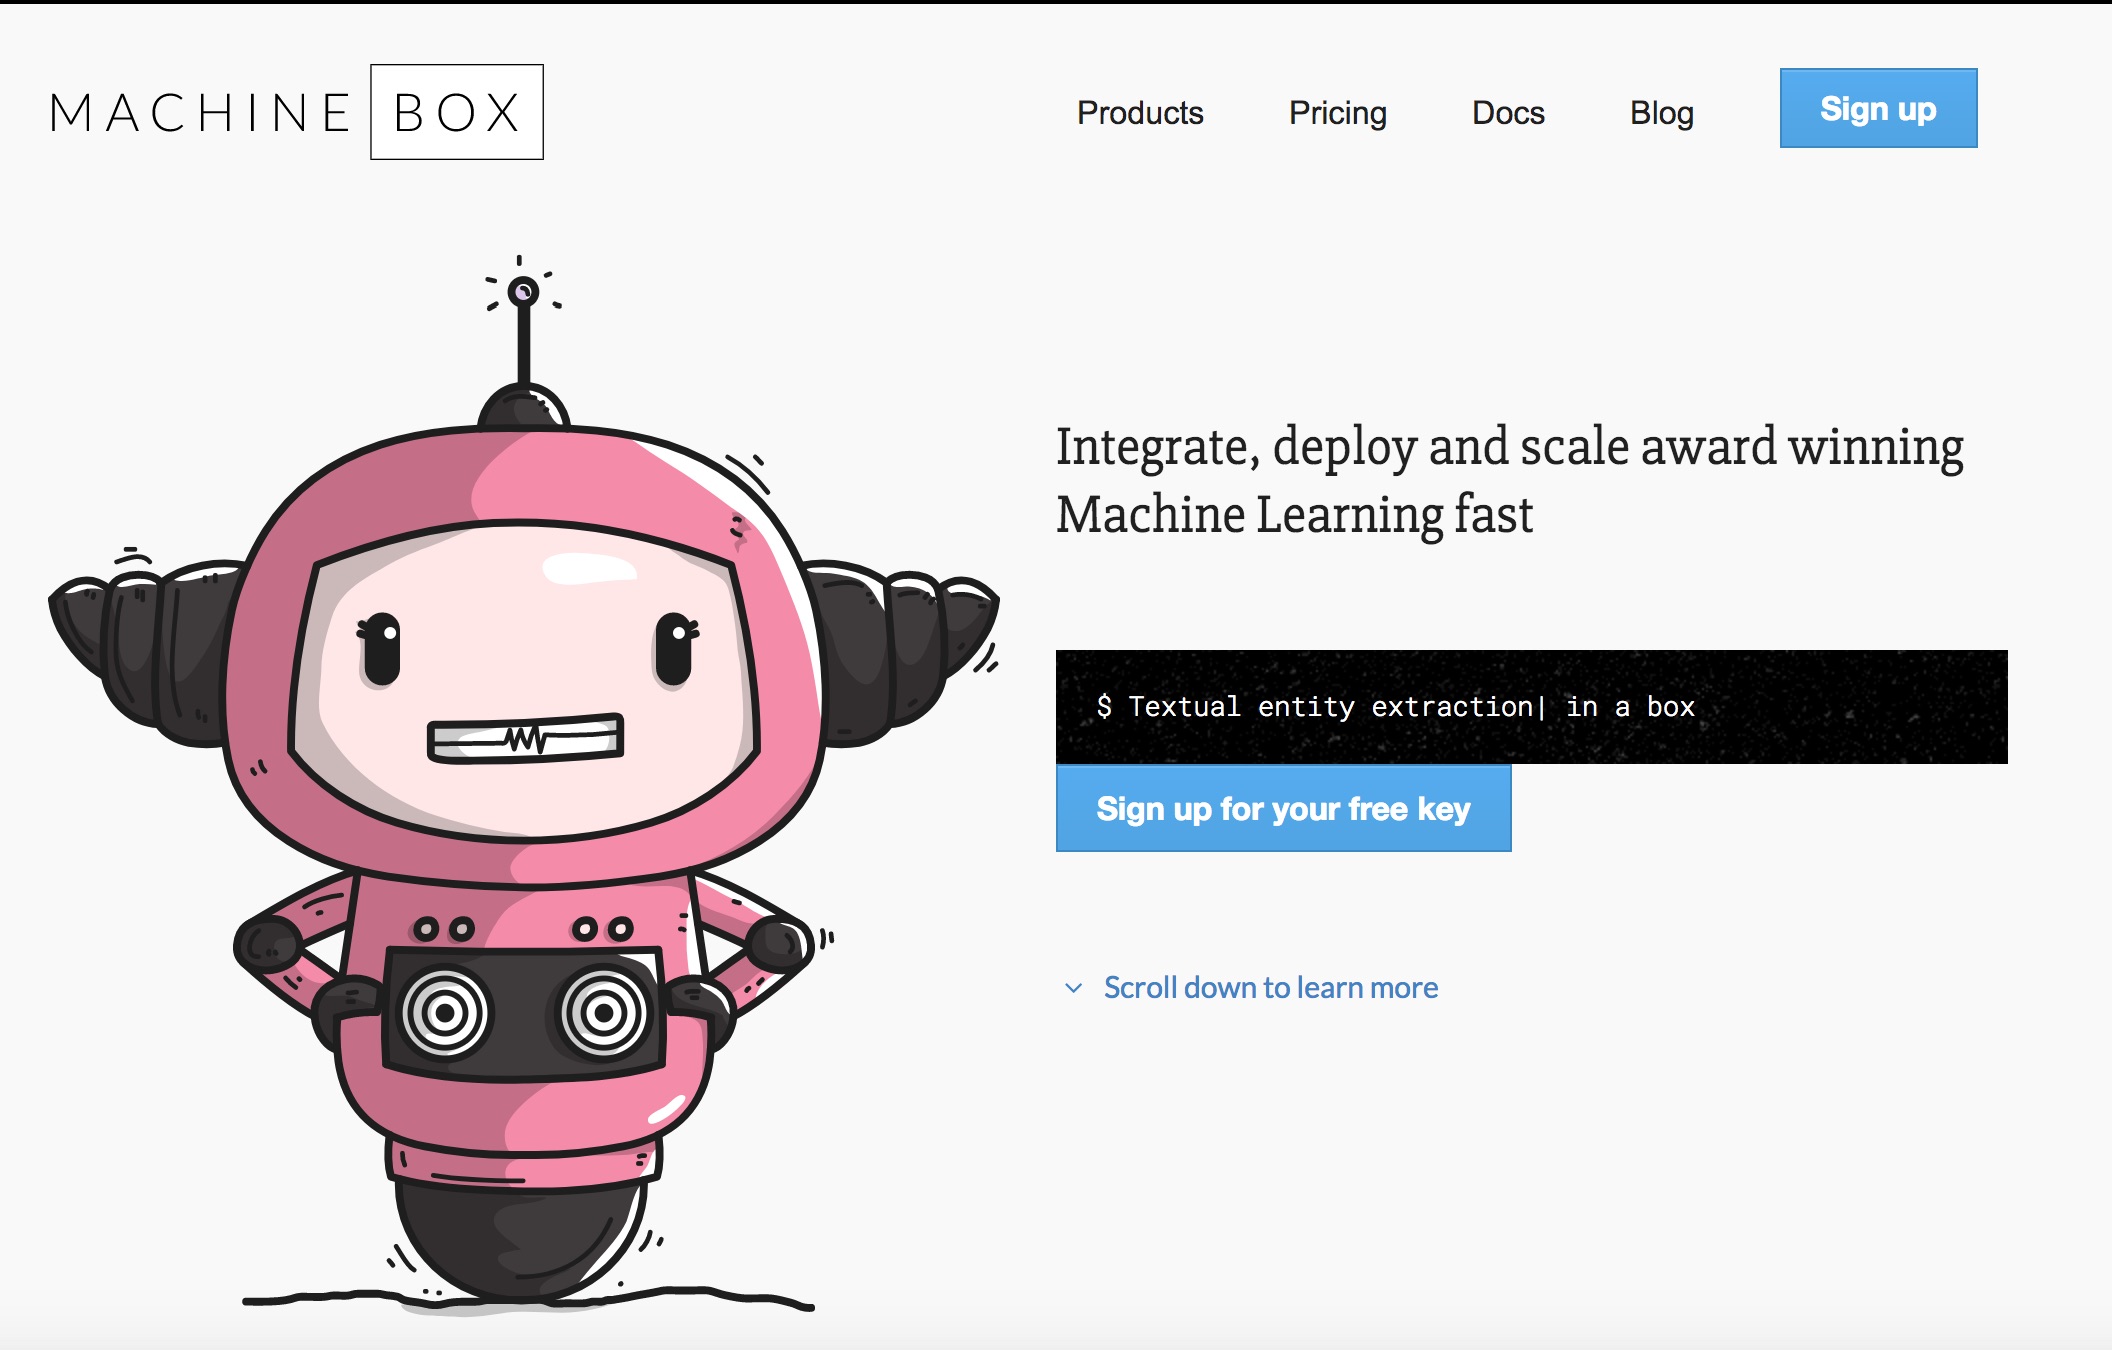 MACHINE BOX
Products Pricing Docs Blog Sign up
Integrate, deploy and scale award winning
Machine Learning fast
$ Textual entity extraction| in a box
Sign up for your free key
Scroll down to learn more